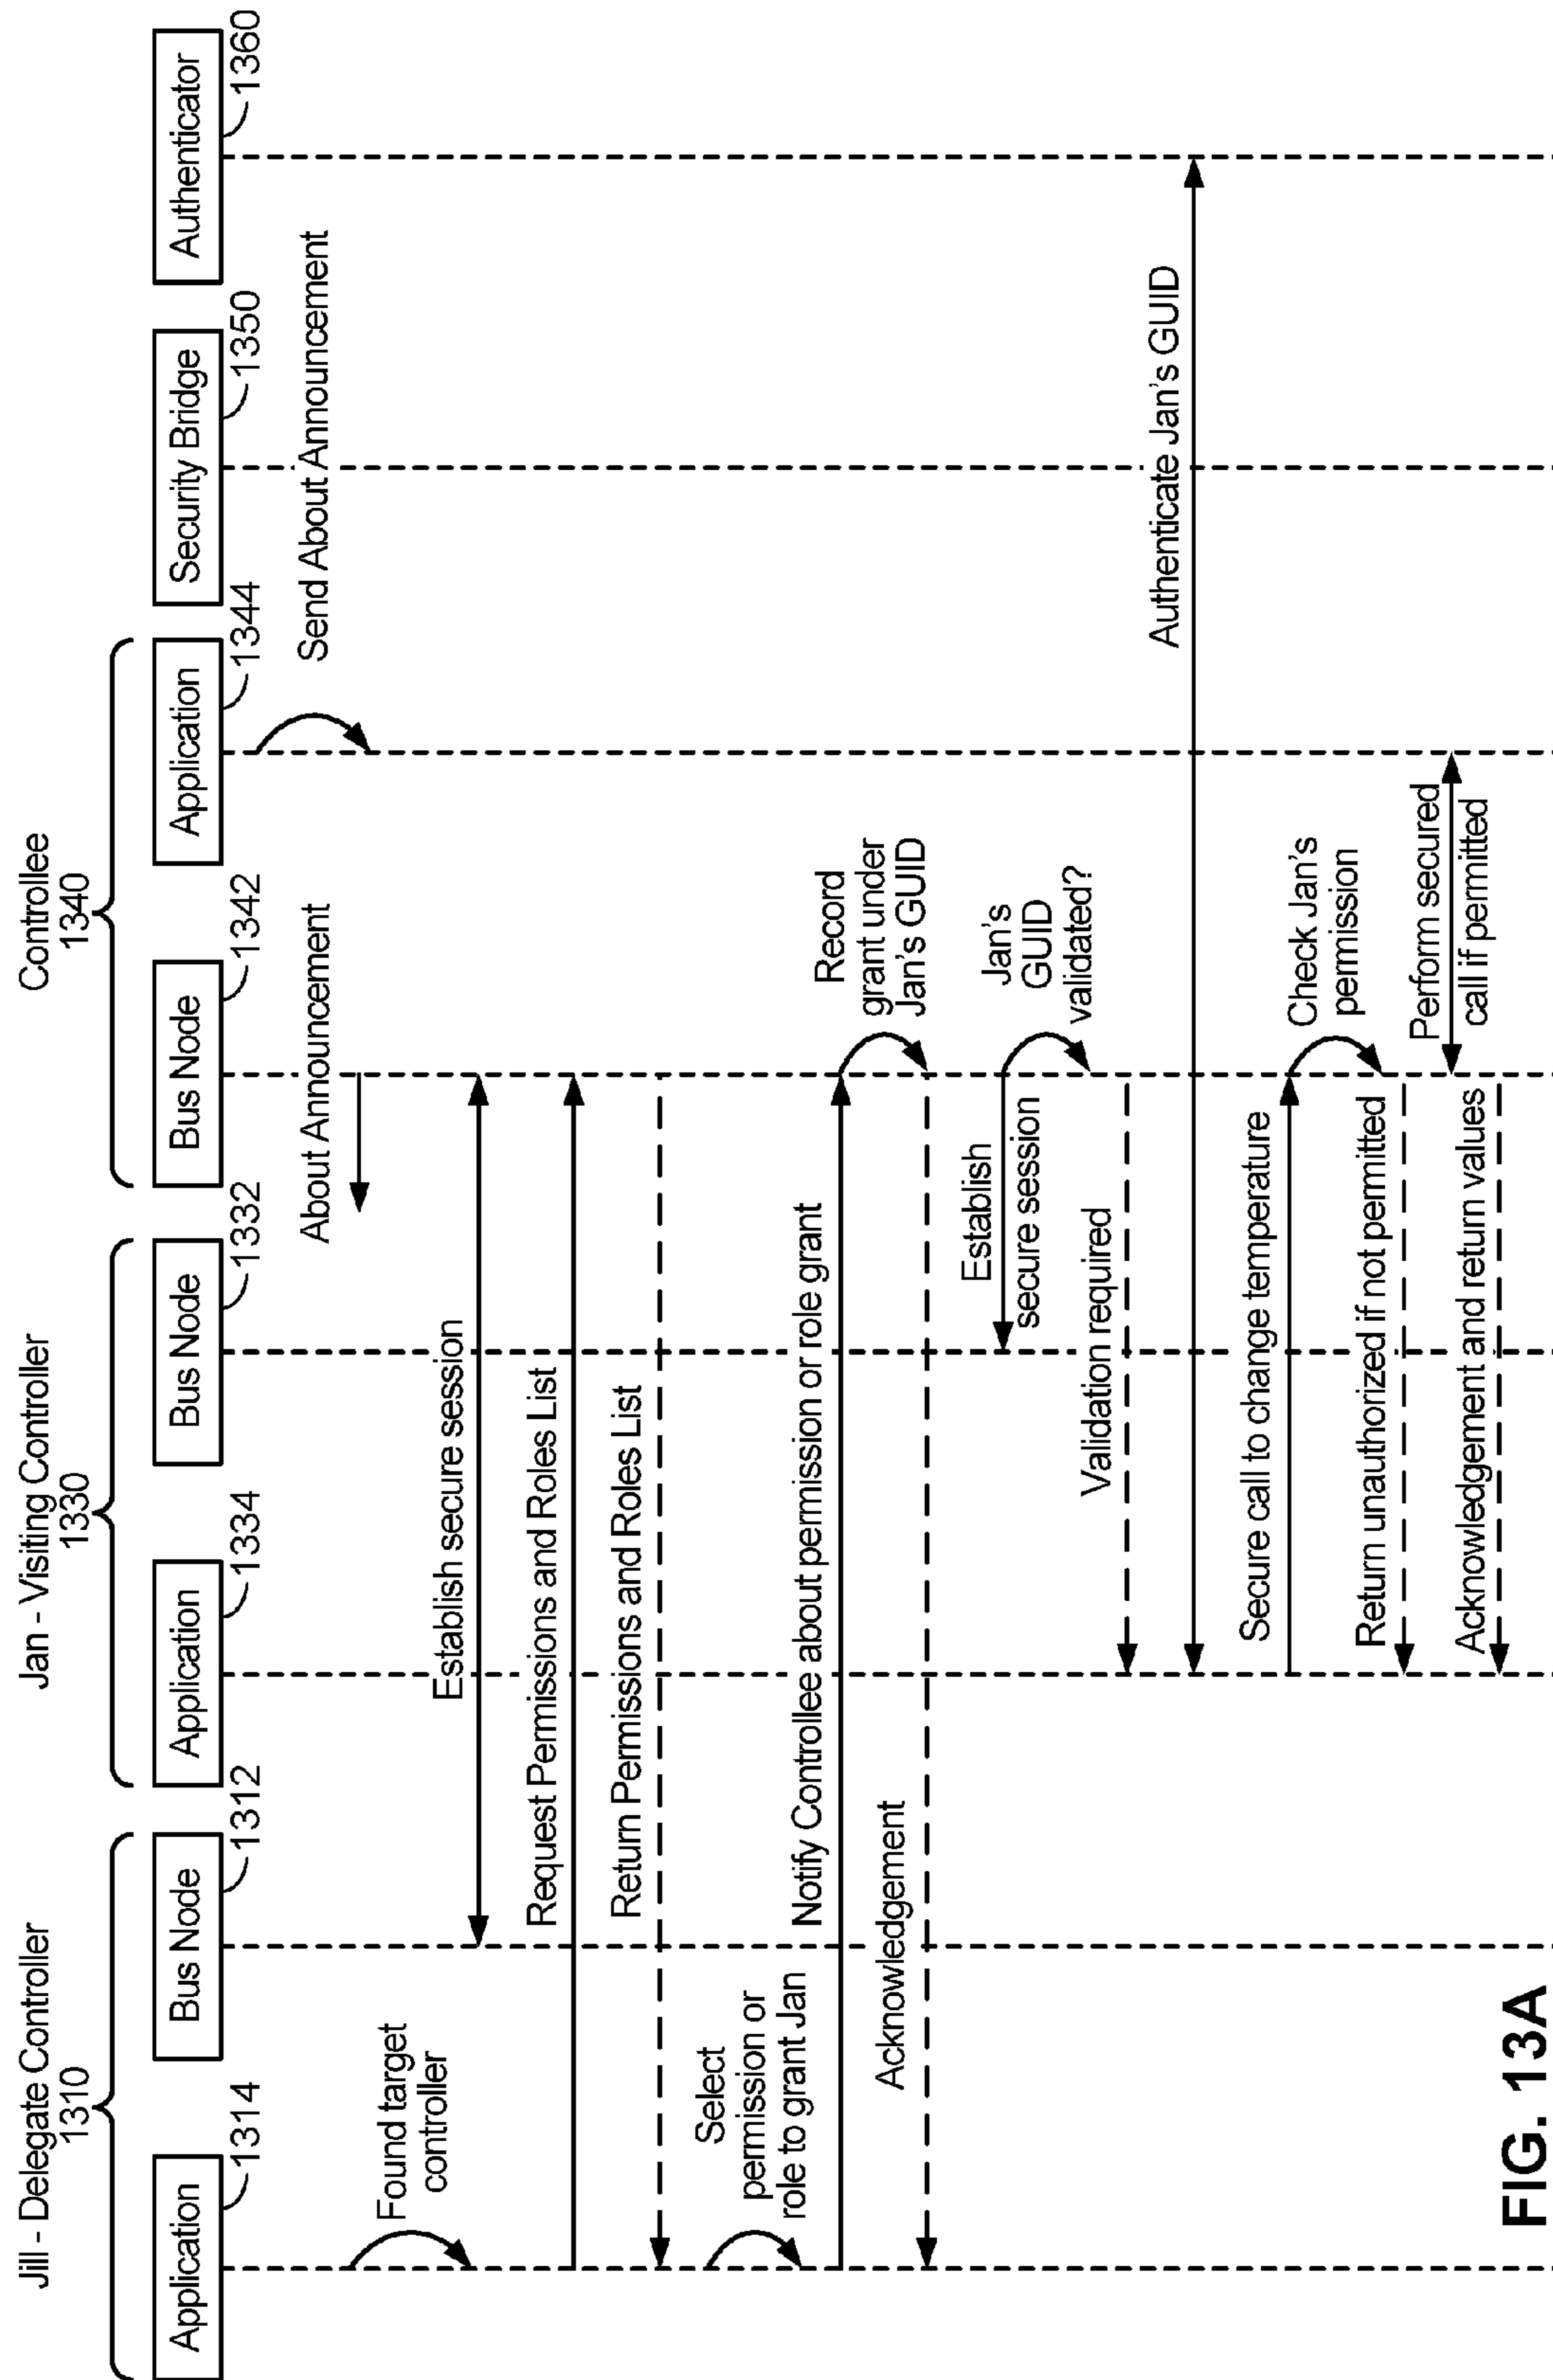 Jill - Delegate Controller
1310
Jan - Visiting Controller
1330
Controllee
1340
Application
1314
Bus Node
1312
Application
1334
Bus Node
1332
Bus Node
1342
Application
1344
Security Bridge
1350
Authenticator
1360
Send About Announcement
About Announcement
Found target
controller
Establish secure session
Request Permissions and Roles List
Return Permissions and Roles List
Select
permission or
role to grant Jan
Notify Controllee about permission or role grant
Record
grant under
Jan's GUID
Acknowledgement
Establish
secure session
Jan's
GUID
validated?
Validation required
Authenticate Jan's GUID
Secure call to change temperature
Check Jan's
permission
Return unauthorized if not permitted
Perform secured
call if permitted
Acknowledgement and return values
FIG. 13A